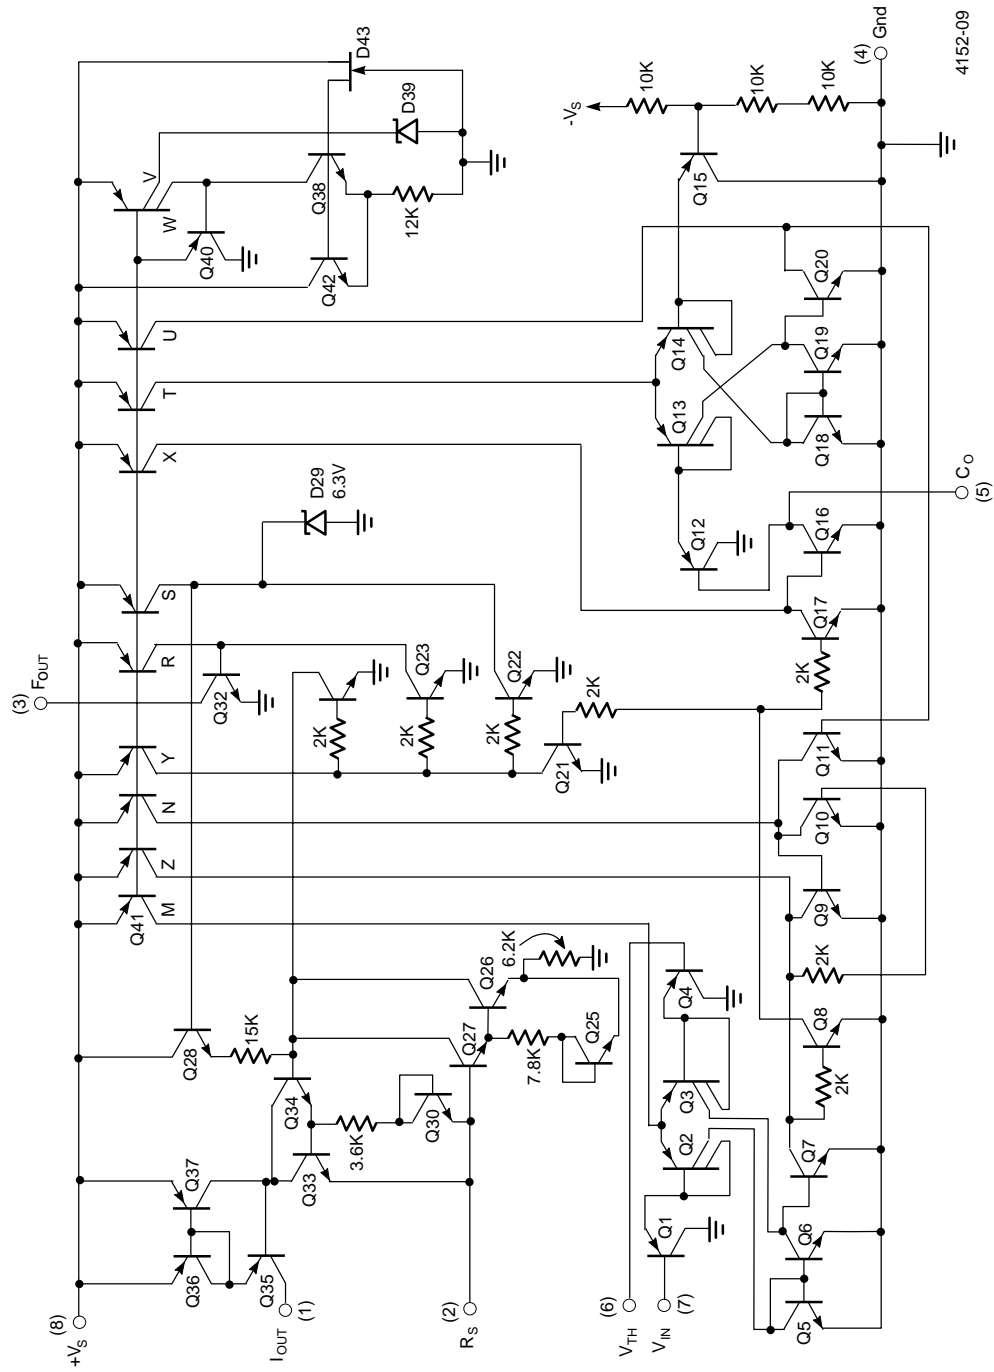 +VS
(8)
Q41
M
Z
N
Y
R
S
X
T
U
W
V
(3)
FOUT
Q36
Q37
Q35
Q28
15K
Q40
IOUT
(1)
Q34
Q32
D29
6.3V
Q42
Q38
D43
D39
12K
Q33
3.6K
Q30
2K
Q23
2K
RS
(2)
Q27
Q26
6.2K
2K
Q22
7.8K
Q25
Q21
2K
VTH
(6)
VIN
(7)
Q1
Q2
Q3
Q4
Q12
Q13
Q14
Q15
-VS
10K
10K
10K
Q5
Q6
Q7
2K
Q8
2K
Q9
Q10
Q11
2K
Q17
Q16
Q18
Q19
Q20
(4)
Gnd
CO
(5)
4152-09